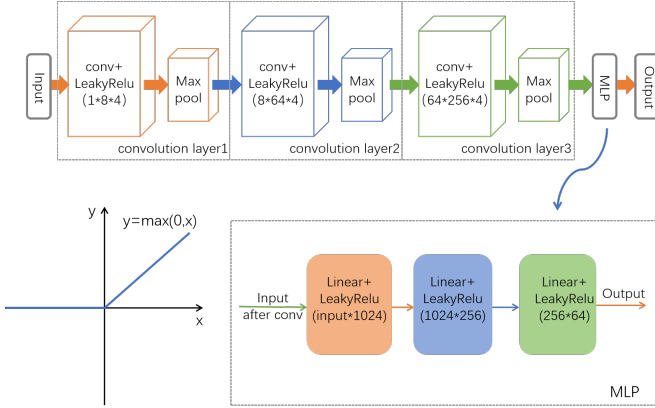 Input
conv+
LeakyRelu
(1*8*4)
Max
pool
convolution layer1
conv+
LeakyRelu
(8*64*4)
Max
pool
convolution layer2
conv+
LeakyRelu
(64*256*4)
Max
pool
convolution layer3
MLP
Output
y
y=max(0,x)
x
Input
after conv
Linear+
LeakyRelu
(input*1024)
Linear+
LeakyRelu
(1024*256)
Linear+
LeakyRelu
(256*64)
Output
MLP